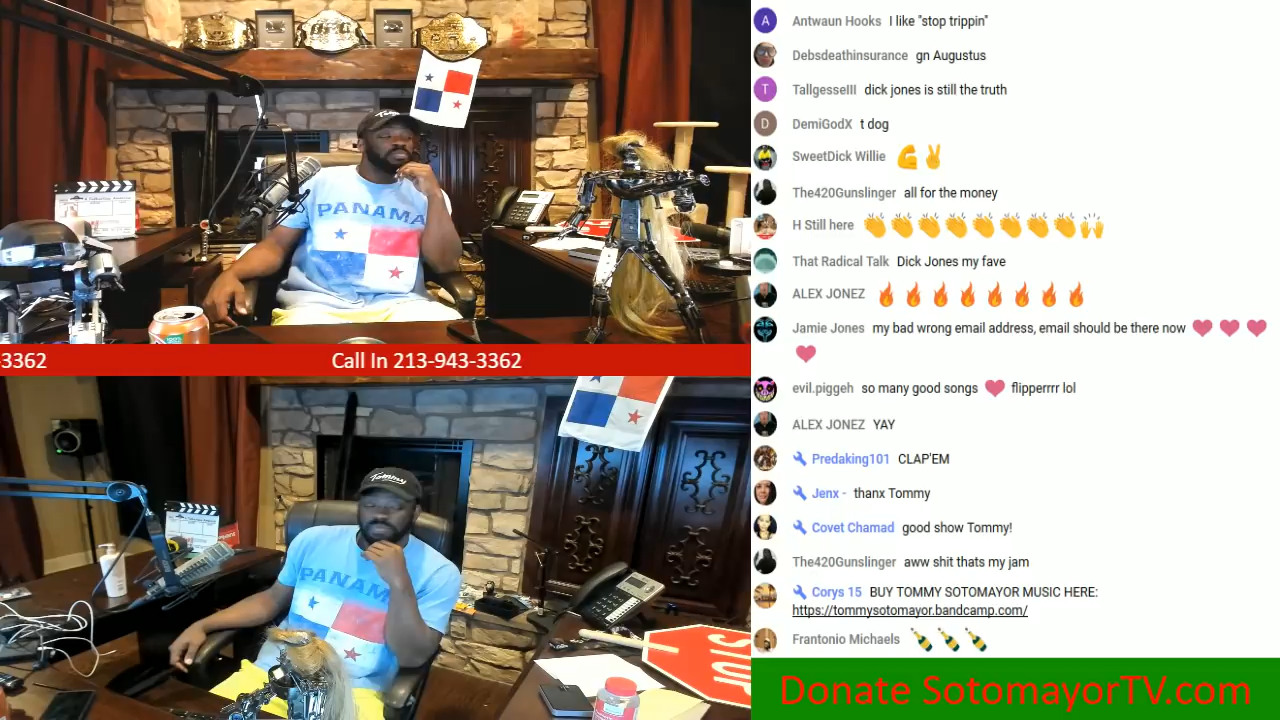 PANAMA
-3362
Call In 213-943-3362
Tommy
PANAMA
STOP
Antwaun Hooks I like "stop trippin"
Debsdeathinsurance gn Augustus
T TallgesseIII dick jones is still the truth
D DemiGodX t dog
SweetDick Willie 💪✌
The420Gunslinger all for the money
H Still here 👏👏👏👏👏👏👏👏🙌
That Radical Talk Dick Jones my fave
ALEX JONEZ 🔥🔥🔥🔥🔥🔥🔥🔥
Jamie Jones my bad wrong email address, email should be there now ❤❤❤
❤
evil.piggeh so many good songs ❤ flipperrrr lol
ALEX JONEZ YAY
Predaking101 CLAP'EM
Jenx - thanx Tommy
Covet Chamad good show Tommy!
The420Gunslinger aww shit thats my jam
Corys 15 BUY TOMMY SOTOMAYOR MUSIC HERE:
https://tommysotomayor.bandcamp.com/
Frantonio Michaels 🍾🍾🍾
Donate SotomayorTV.com